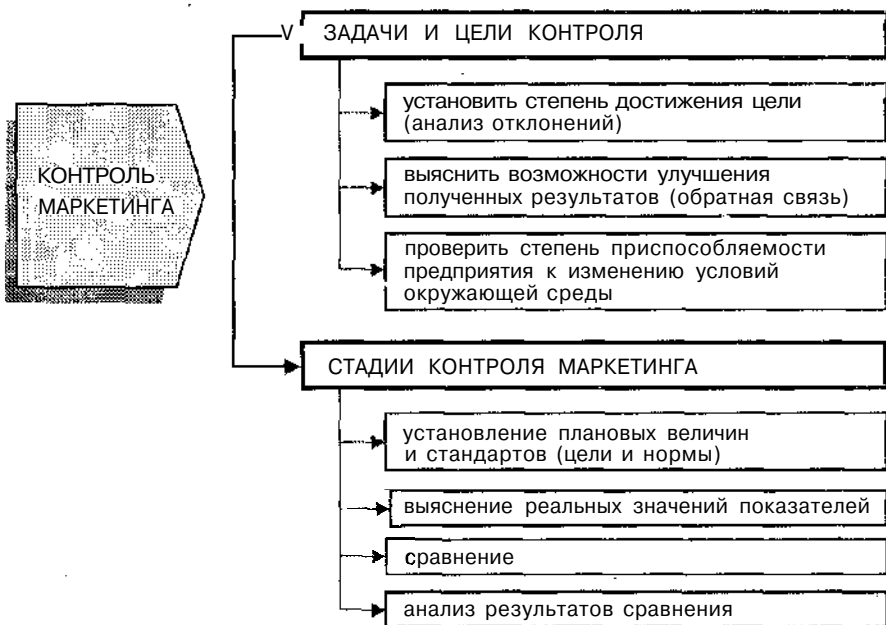 V ЗАДАЧИ И ЦЕЛИ КОНТРОЛЯ
установить степень достижения цели
(анализ отклонений)
выяснить возможности улучшения
полученных результатов (обратная связь)
КОНТРОЛЬ
МАРКЕТИНГА
проверить степень приспособляемости
предприятия к изменению условий
окружающей среды
СТАДИИ КОНТРОЛЯ МАРКЕТИНГА
установление плановых величин
и стандартов (цели и нормы)
выяснение реальных значений показателей
сравнение
анализ результатов сравнения